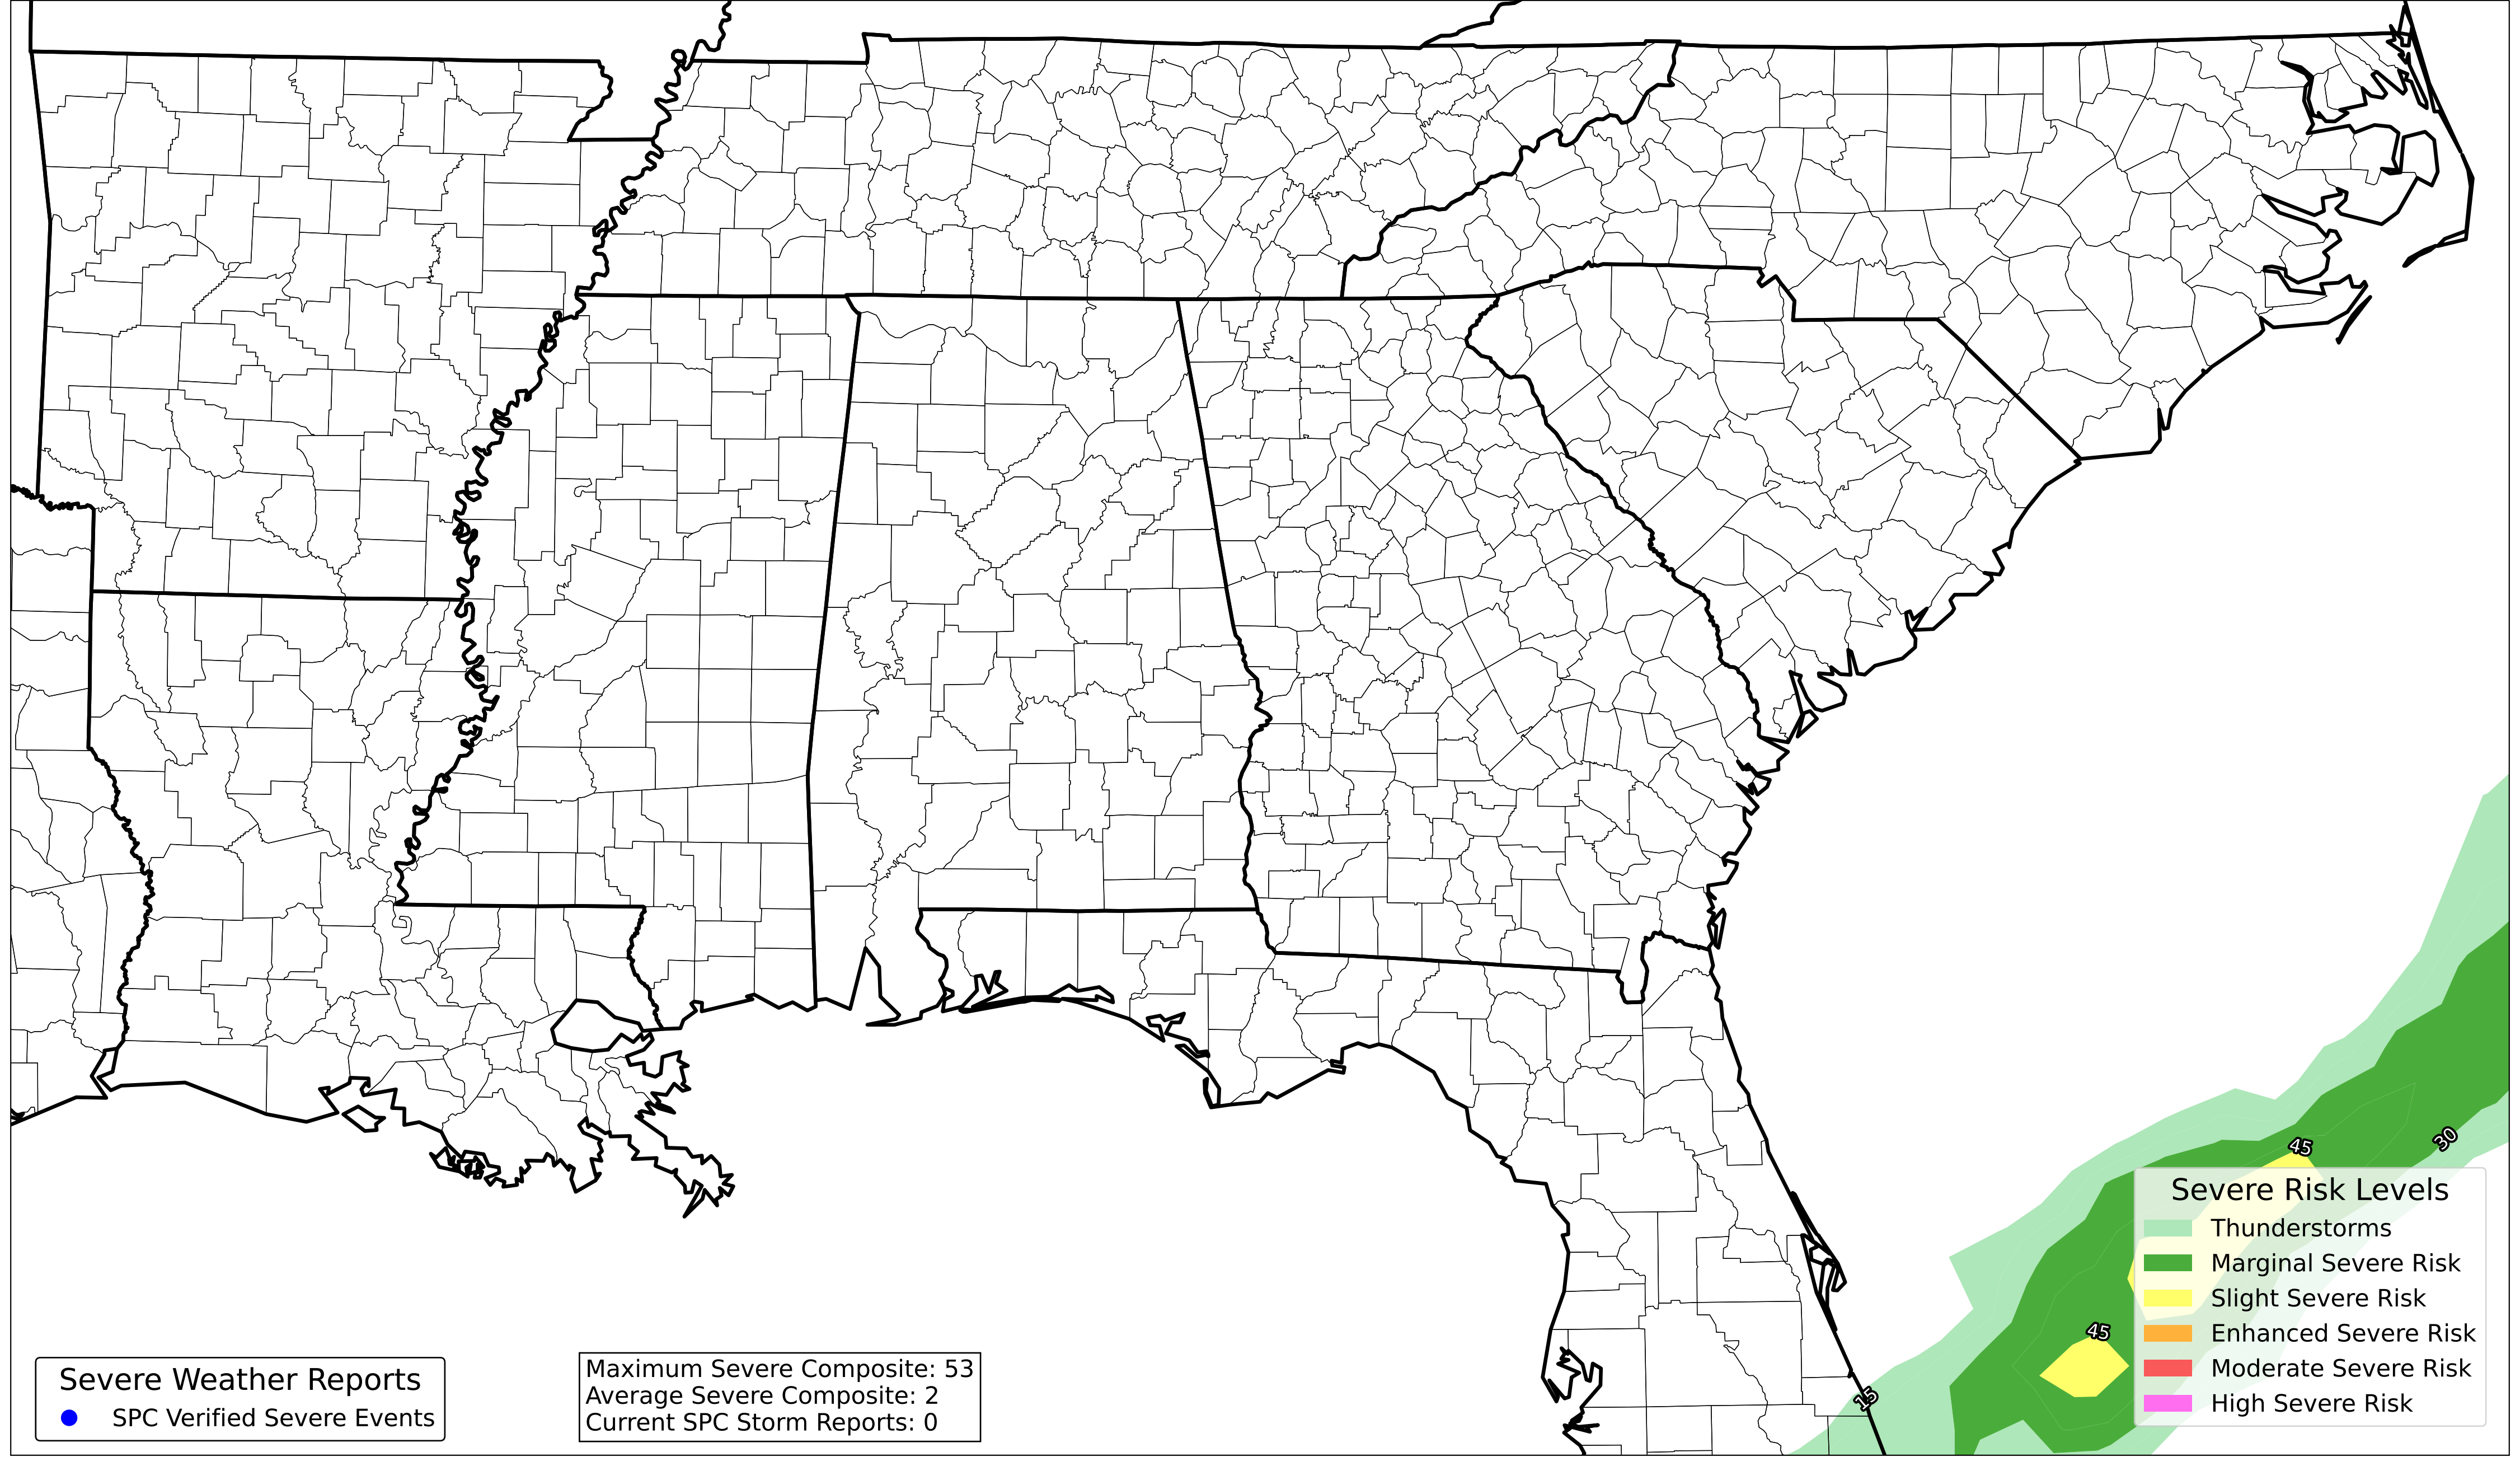 45
30
45
15
Severe Risk Levels
Thunderstorms
Marginal Severe Risk
Slight Severe Risk
Enhanced Severe Risk
Moderate Severe Risk
High Severe Risk
Severe Weather Reports
SPC Verified Severe Events
Maximum Severe Composite: 53
Average Severe Composite: 2
Current SPC Storm Reports: 0